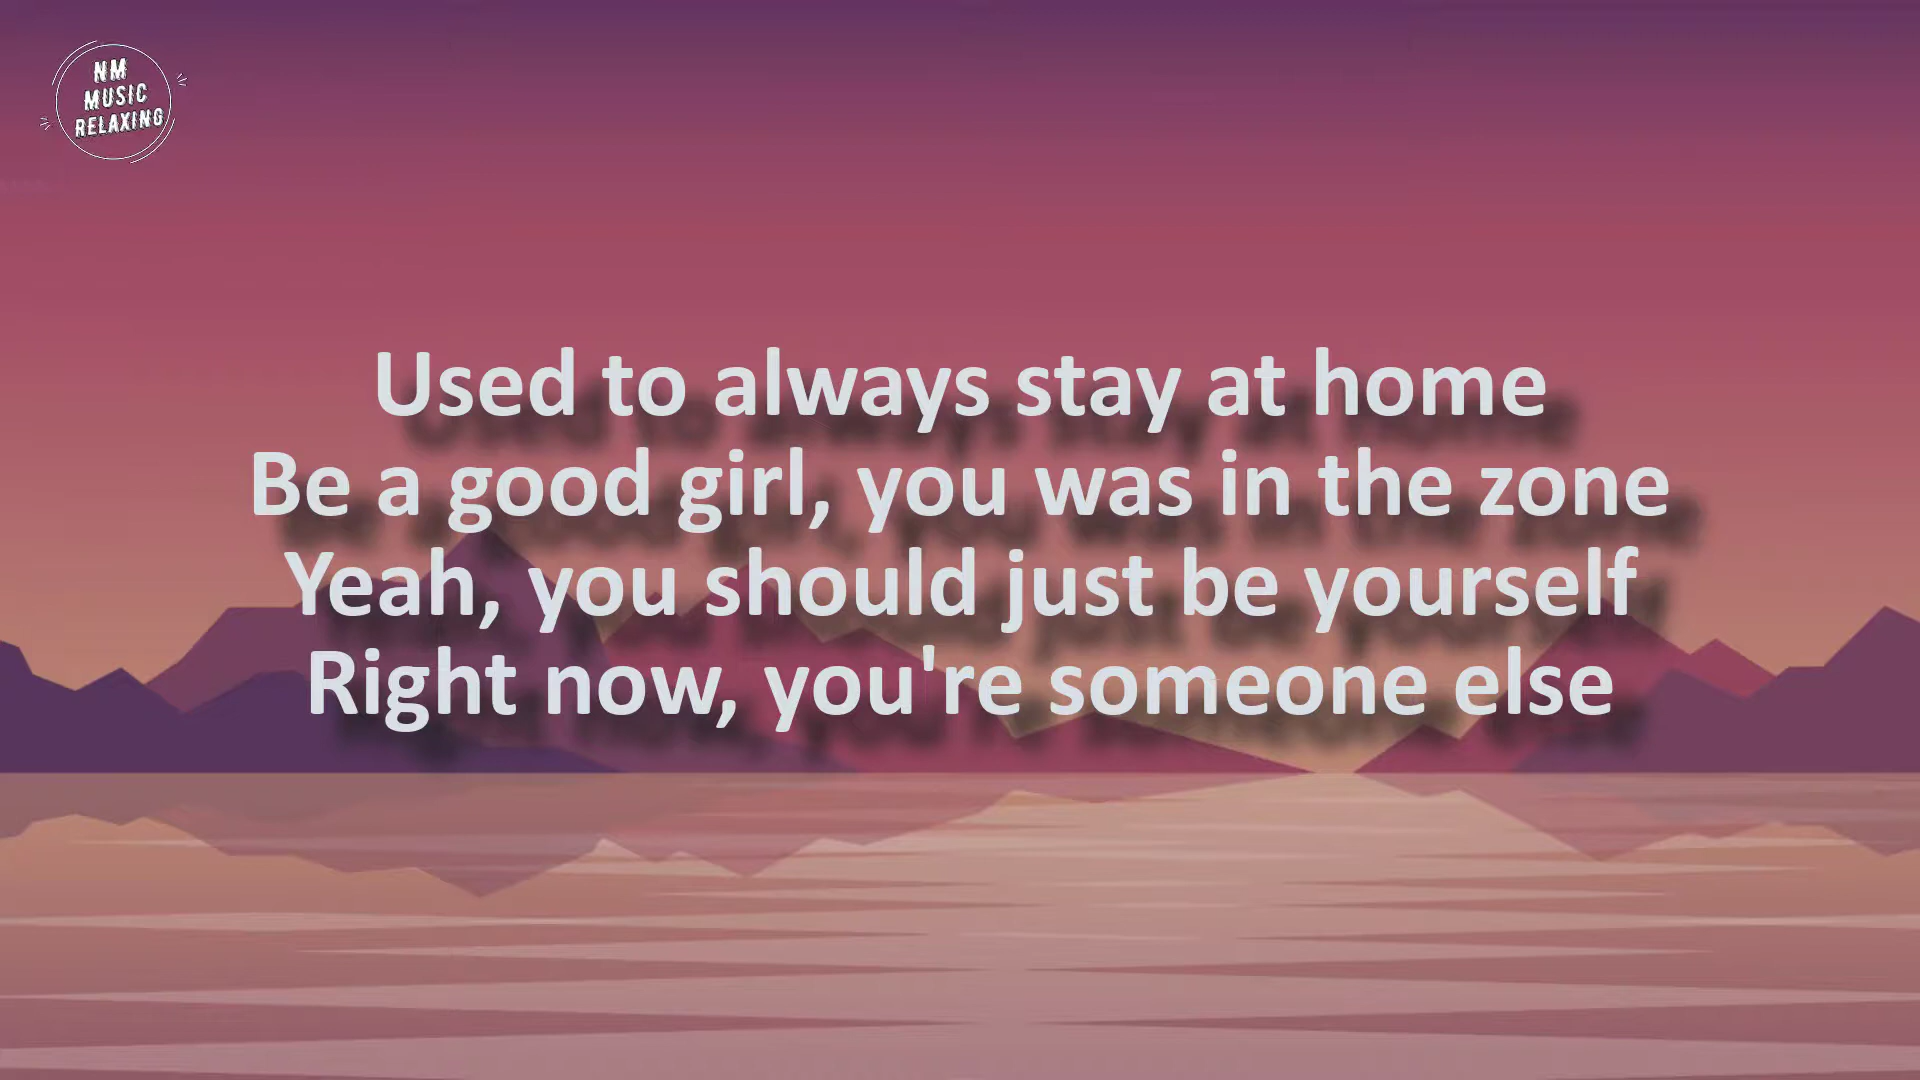 NM
MUSIC
RELAXING
Used to always stay at home
Be a good girl, you was in the zone
Yeah, you should just be yourself
Right now, you're someone else